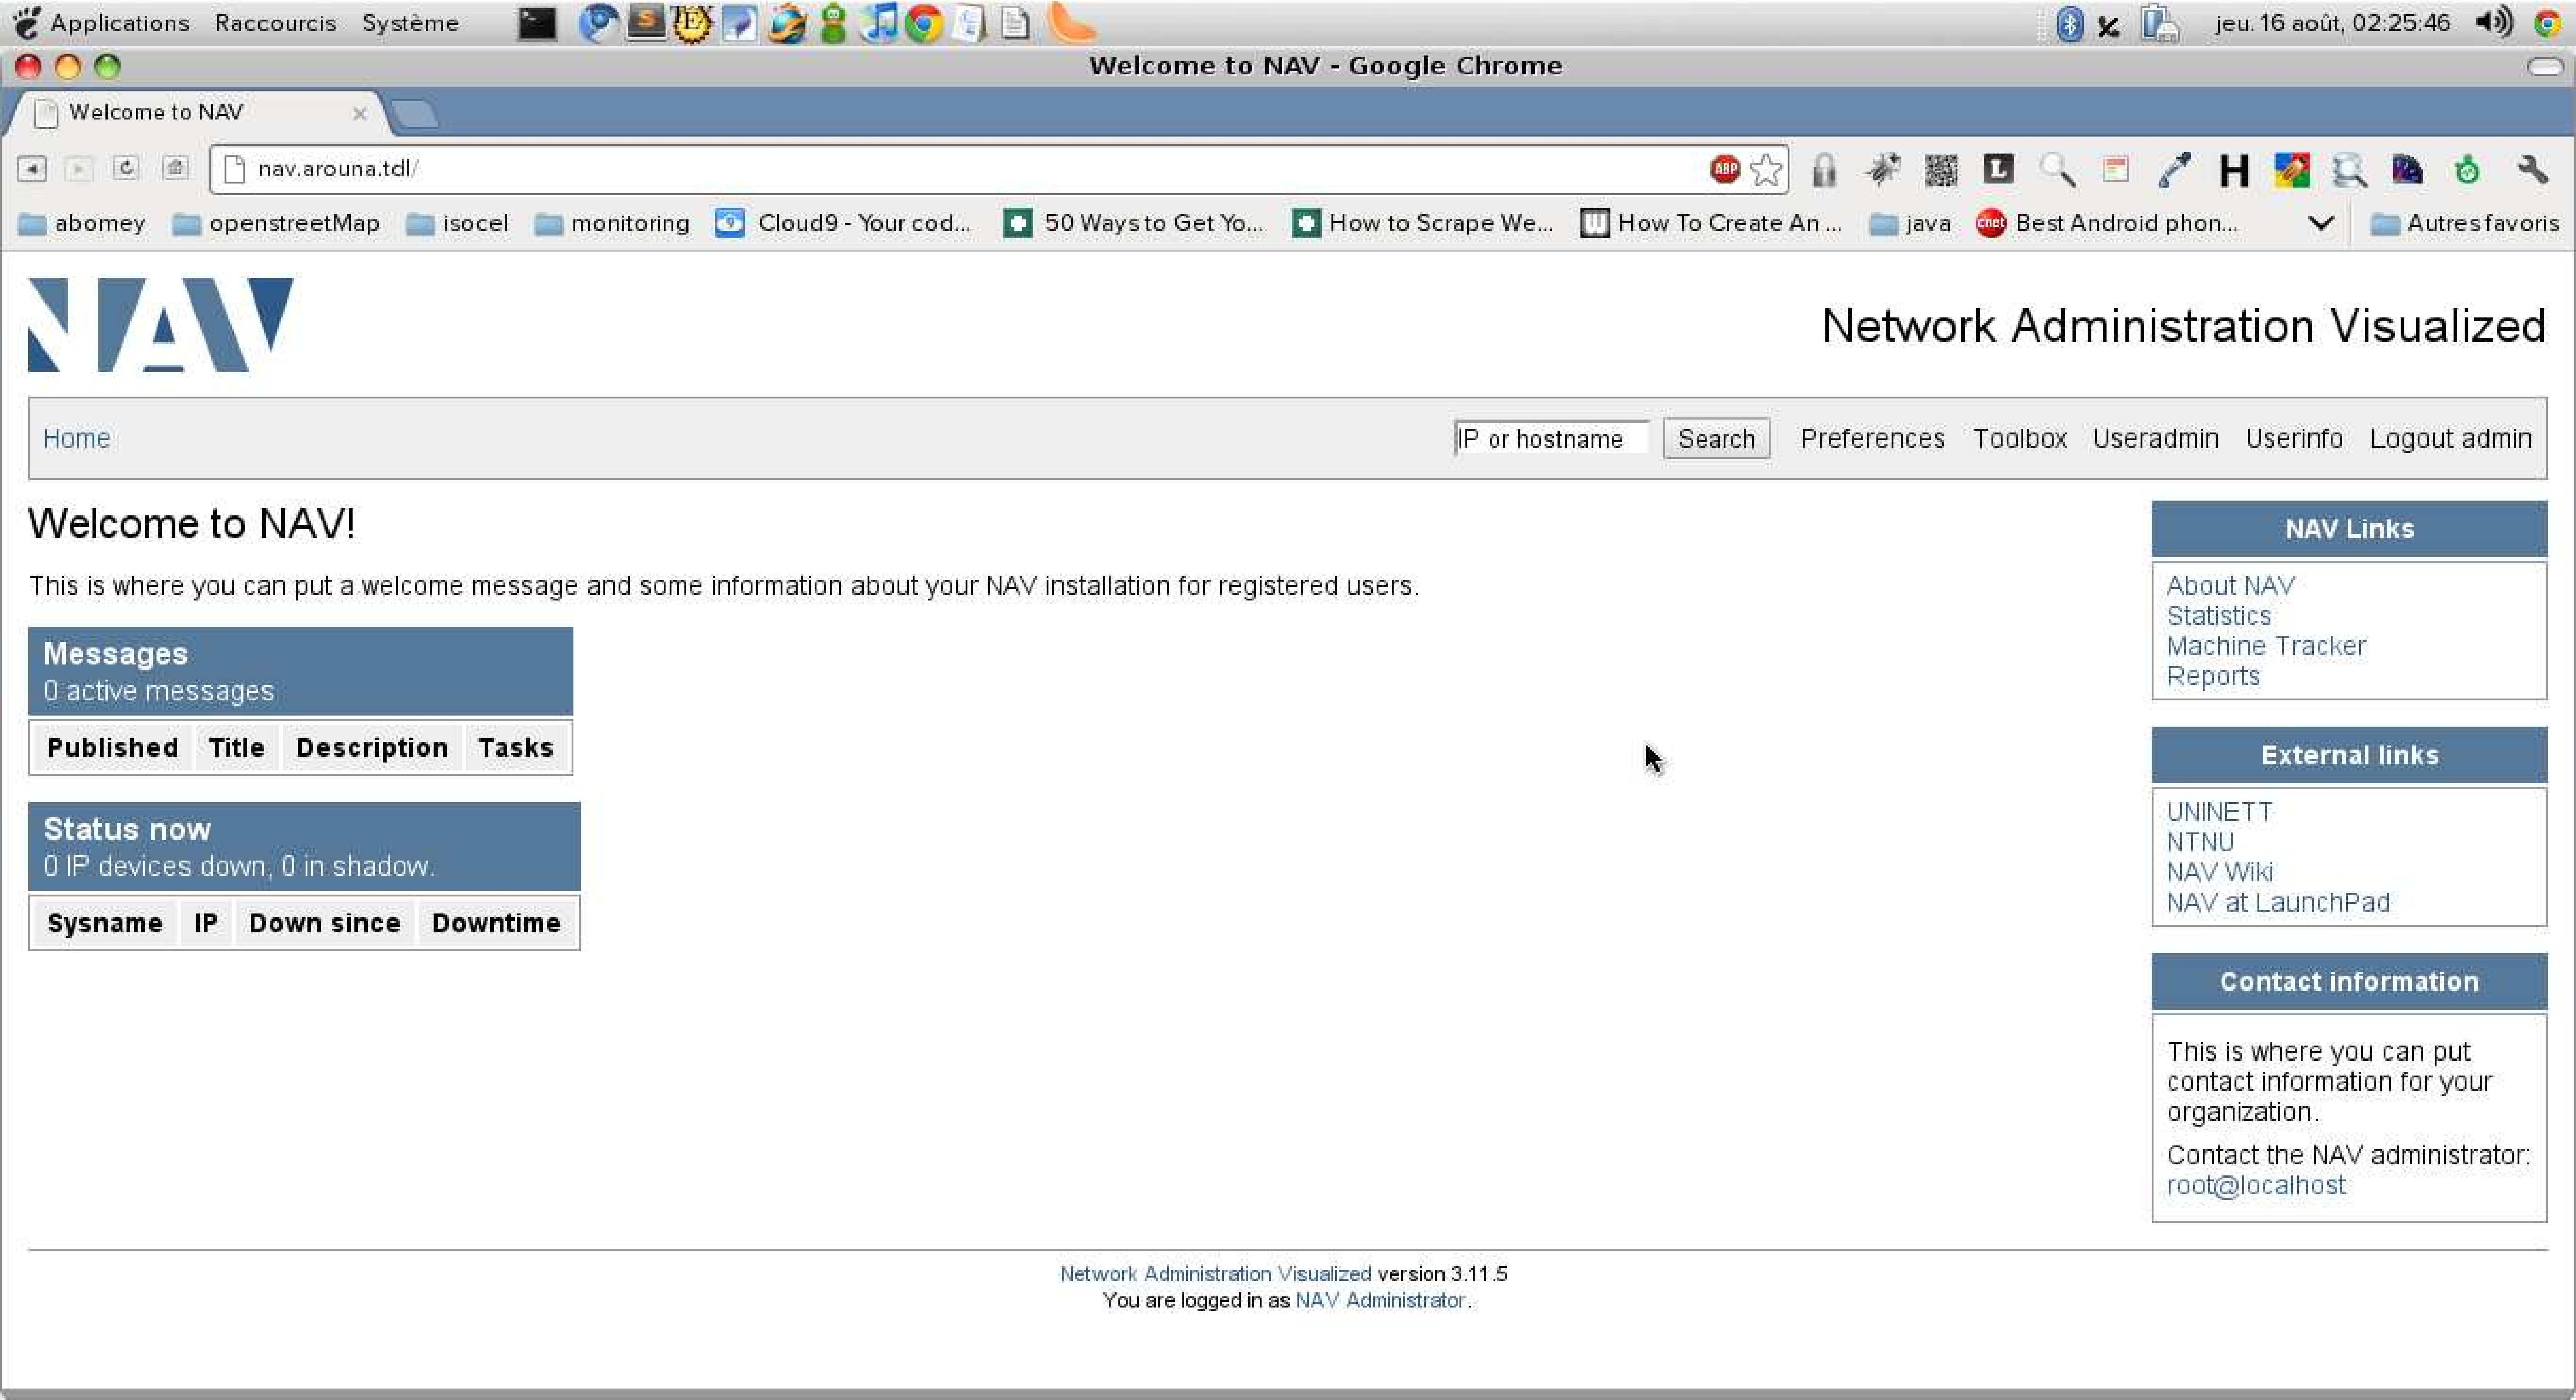 Applications Raccourcis Système jeu. 16 août, 02:25:46
Welcome to NAV - Google Chrome
Welcome to NAV
nav.arouna.tdl/ ABP L H
abomey openstreetMap isocel monitoring Cloud9 - Your cod... 50 Ways to Get Yo... How to Scrape We... How To Create An ... java cnet Best Android phon... Autres favoris
NAV
Network Administration Visualized
Home IP or hostname Search Preferences Toolbox Useradmin Userinfo Logout admin
Welcome to NAV!
This is where you can put a welcome message and some information about your NAV installation for registered users.
Messages
0 active messages
Published Title Description Tasks
Status now
0 IP devices down, 0 in shadow.
Sysname IP Down since Downtime
NAV Links
About NAV
Statistics
Machine Tracker
Reports
External links
UNINETT
NTNU
NAV Wiki
NAV at LaunchPad
Contact information
This is where you can put
contact information for your
organization.
Contact the NAV administrator:
root@localhost
Network Administration Visualized version 3.11.5
You are logged in as NAV Administrator.